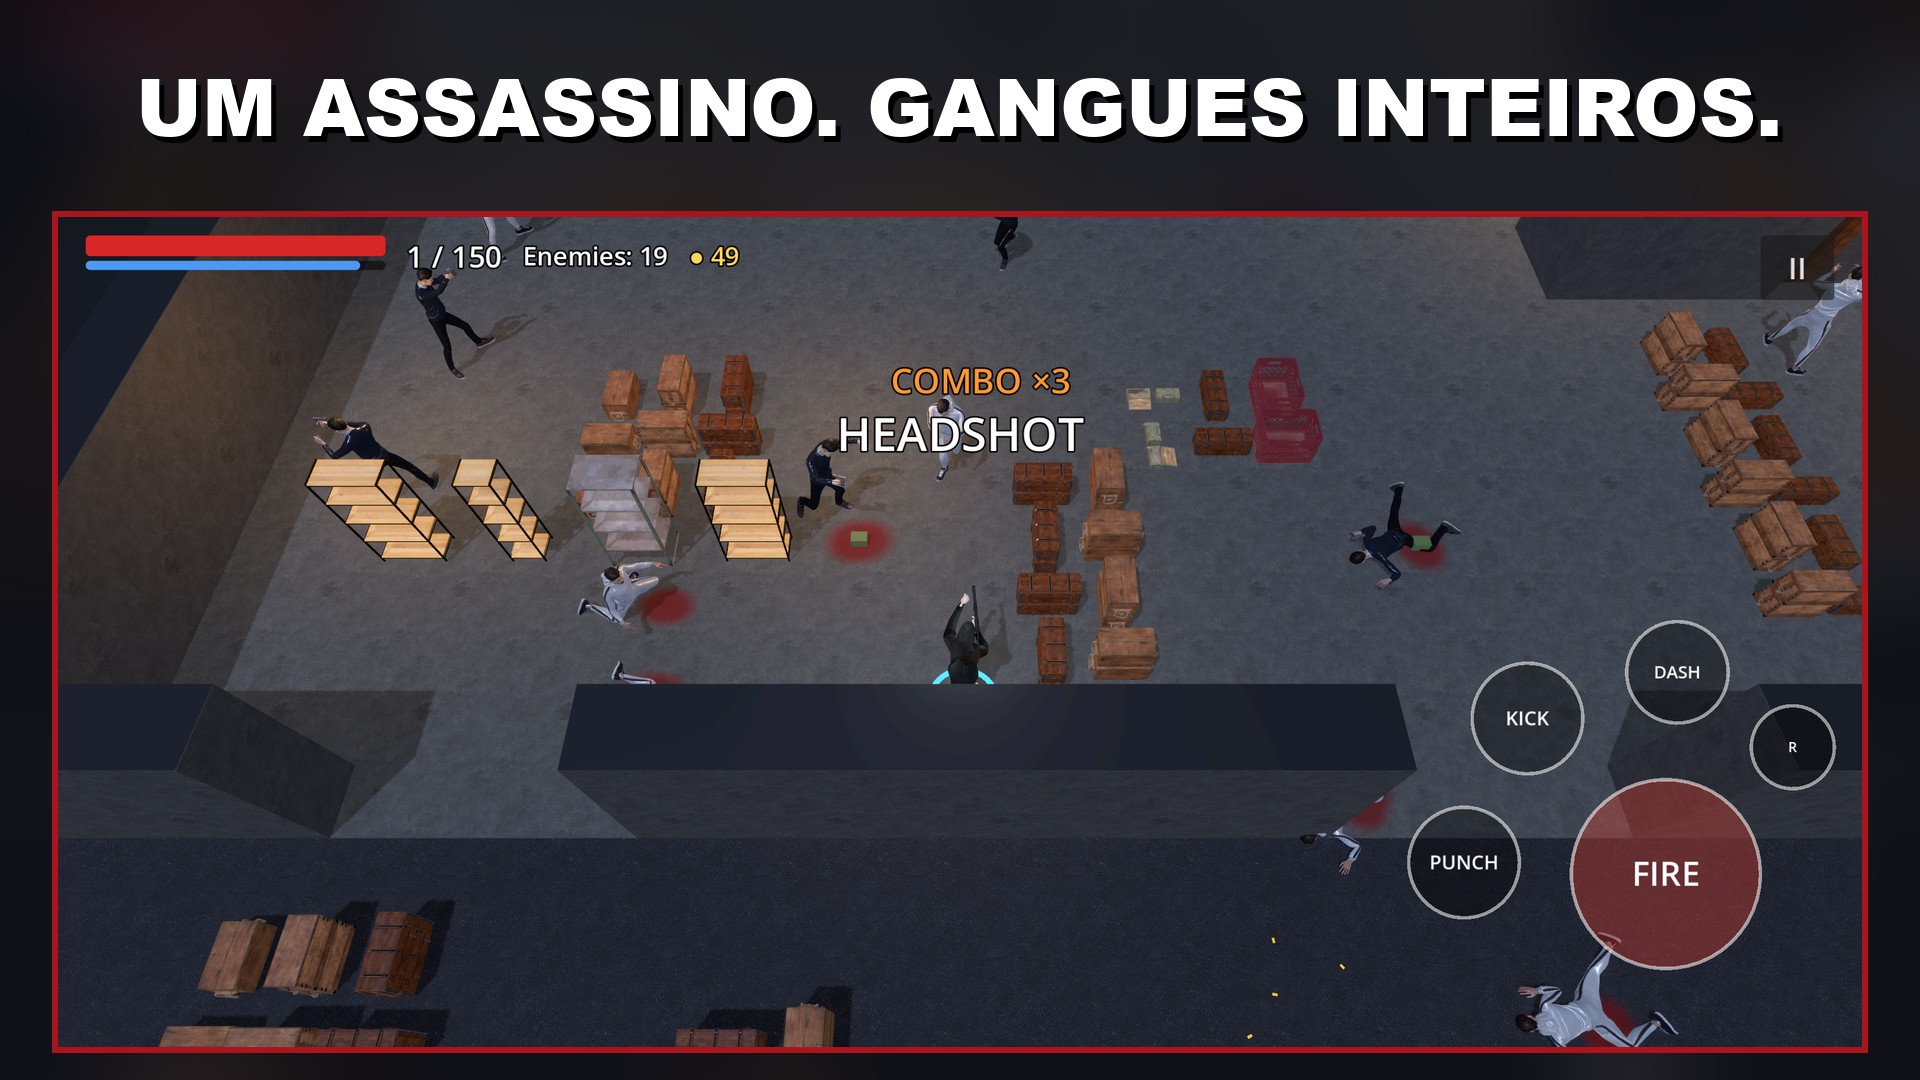 UM ASSASSINO. GANGUES INTEIROS.
1 / 150 Enemies: 19 49
COMBO ×3
HEADSHOT
DASH
KICK
R
PUNCH
FIRE